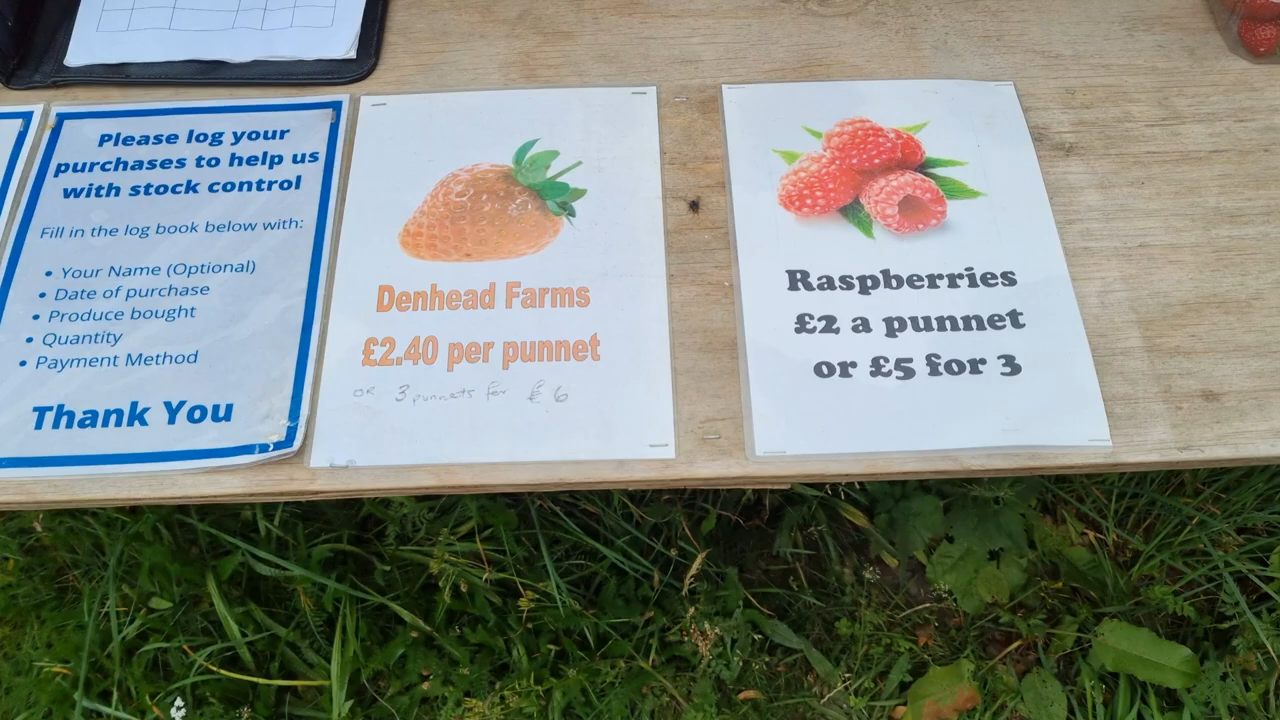 Please log your
purchases to help us
with stock control
Fill in the log book below with:
• Your Name (Optional)
• Date of purchase
• Produce bought
• Quantity
• Payment Method
Thank You
Denhead Farms
£2.40 per punnet
OR 3 punnets for £6
Raspberries
£2 a punnet
or £5 for 3